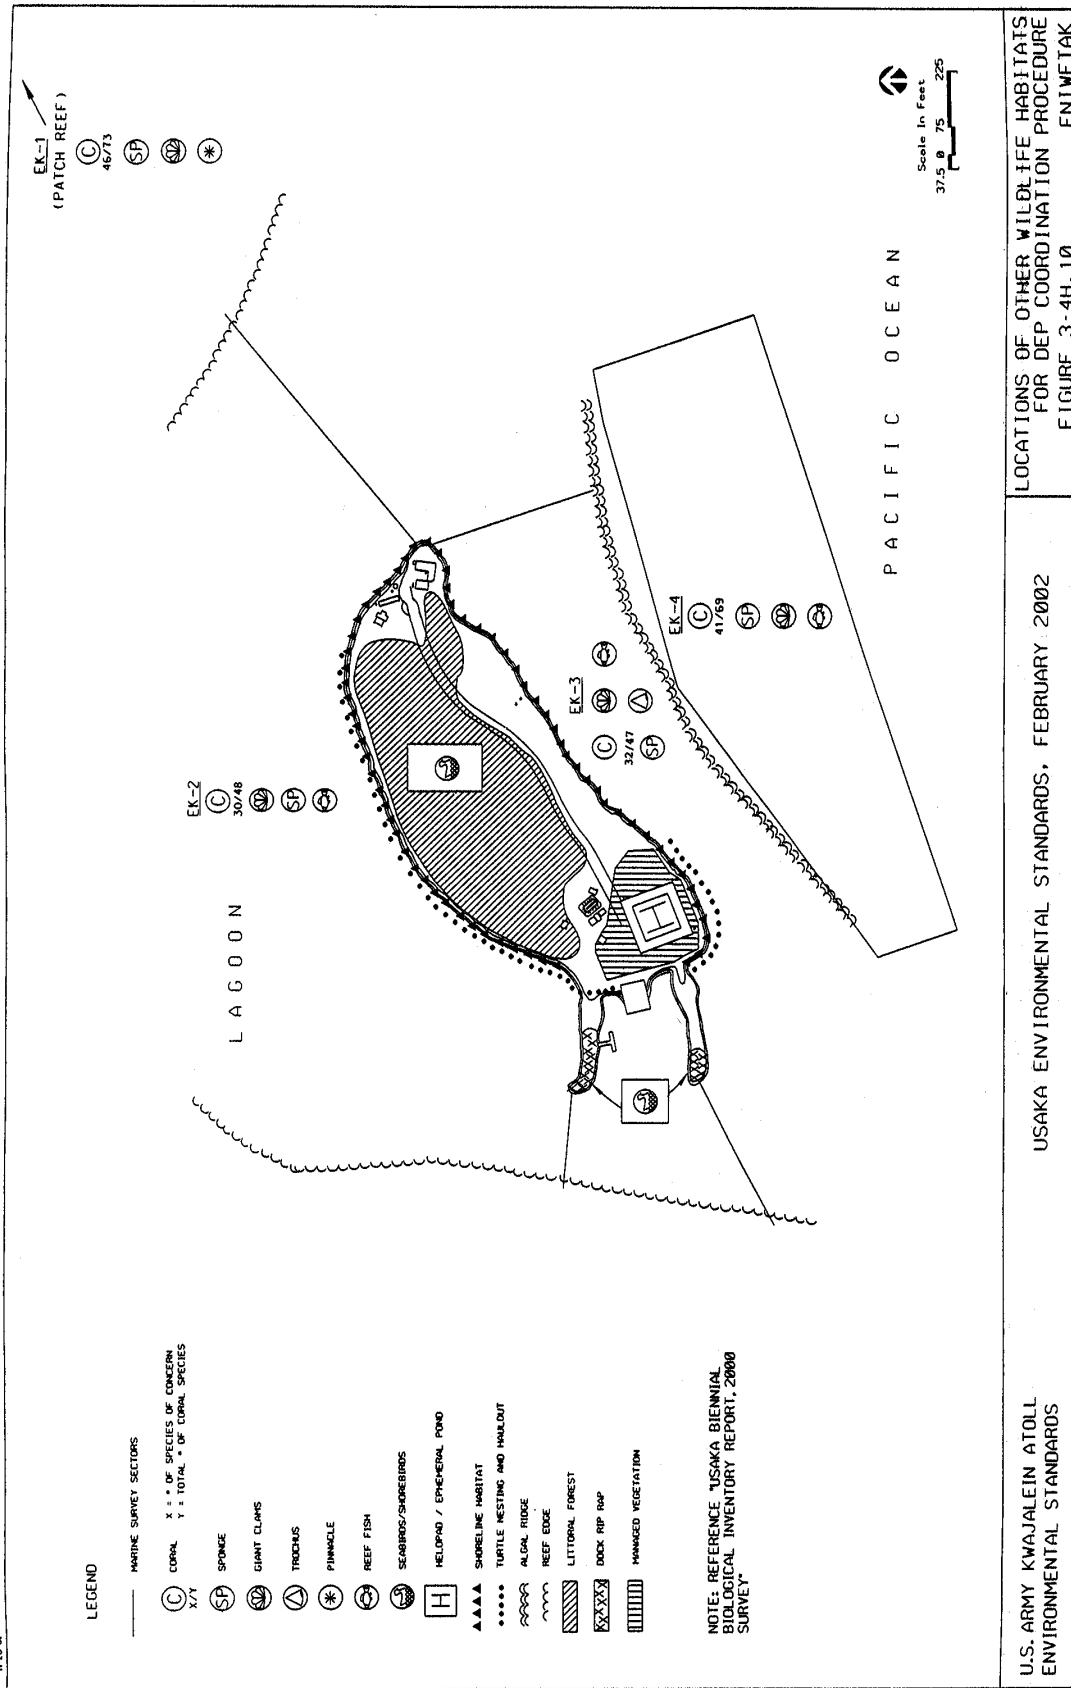 LEGEND
MARINE SURVEY SECTORS
C CORAL X = * OF SPECIES OF CONCERN
X/Y Y = TOTAL * OF CORAL SPECIES
SP SPONGE
GIANT CLAMS
TROCHUS
PINNACLE
REEF FISH
SEABIRDS/SHOREBIRDS
H HELOPAD / EPHEMERAL POND
SHORELINE HABITAT
TURTLE NESTING AND HAULOUT
ALGAL RIDGE
REEF EDGE
LITTORAL FOREST
DOCK RIP RAP
MANAGED VEGETATION
NOTE: REFERENCE "USAKA BIENNIAL
BIOLOGICAL INVENTORY REPORT, 2000
SURVEY"
EK-1
(PATCH REEF)
C
46/73
SP
LAGOON
EK-2
C
30/48
SP
EK-3
C
32/47
SP
H
EK-4
C
41/69
SP
PACIFIC OCEAN
Scale In Feet
37.5 0 75 225
U.S. ARMY KWAJALEIN ATOLL
ENVIRONMENTAL STANDARDS
USAKA ENVIRONMENTAL STANDARDS, FEBRUARY 2002
LOCATIONS OF OTHER WILDLIFE HABITATS
FOR DEP COORDINATION PROCEDURE
FIGURE 3-4H.10 ENIWETAK